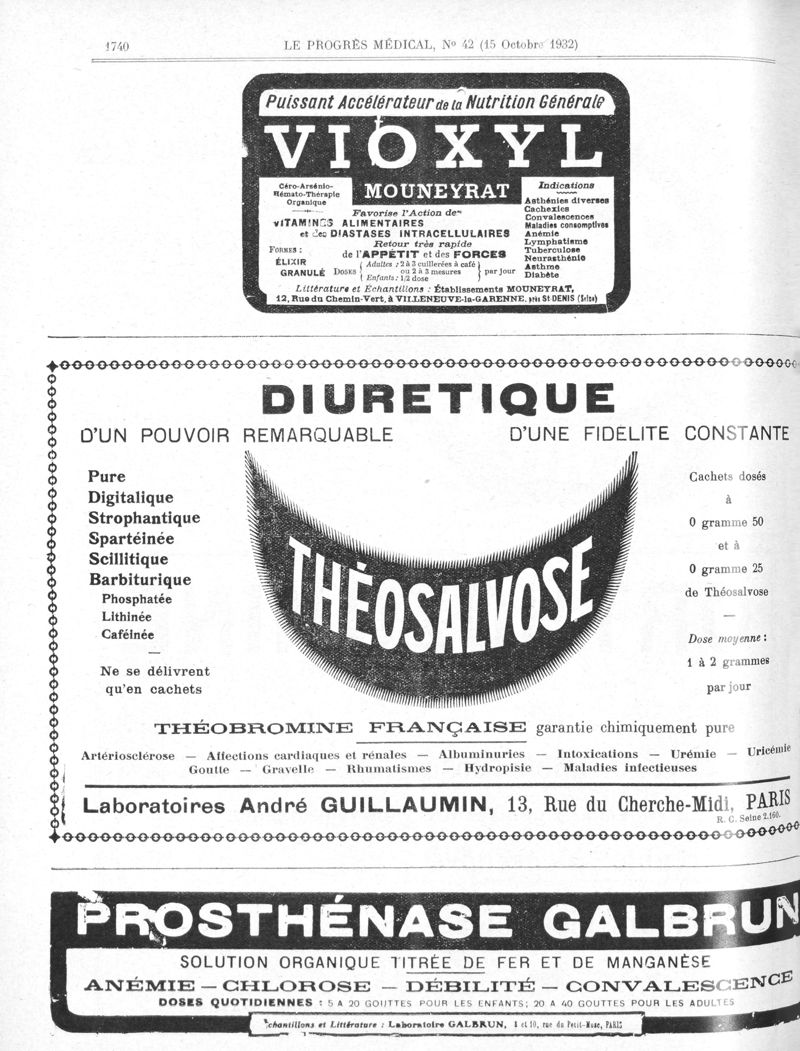 1740
LE PROGRÈS MÉDICAL, Nº 42 (15 Octobre 1932)
Puissant Accélérateur de la Nutrition Générale
VIOXYL
MOUNEYRAT
Céro-Arsénio-
Hémato-Thérapie
Organique
Favorise l'Action des
VITAMINES ALIMENTAIRES
et des DIASTASES INTRACELLULAIRES
Retour très rapide
de l'APPÉTIT et des FORCES
FORMES :
ÉLIXIR
GRANULÉ
DOSES
Adultes : 2 à 3 cuillerées à café
ou 2 à 3 mesures
Enfants : 1/2 dose
par jour
Indications
Asthénies diverses
Cachexies
Convalescences
Maladies consomptives
Anémie
Lymphatisme
Tuberculose
Neurasthénie
Asthme
Diabète
Littérature et Echantillons : Établissements MOUNEYRAT,
12, Rue du Chemin-Vert, à VILLENEUVE-la-GARENNE, près St-DENIS (Seine)
DIURETIQUE
D'UN POUVOIR REMARQUABLE D'UNE FIDELITE CONSTANTE
Pure
Digitalique
Strophantique
Spartéinée
Scillitique
Barbiturique
Phosphatée
Lithinée
Caféinée
Ne se délivrent
qu'en cachets
THÉOSALVOSE
Cachets dosés
à
0 gramme 50
et à
0 gramme 25
de Théosalvose
Dose moyenne :
1 à 2 grammes
par jour
THÉOBROMINE FRANÇAISE garantie chimiquement pure
Artériosclérose — Affections cardiaques et rénales — Albuminuries — Intoxications — Urémie — Uricémie
Goutte — Gravelle — Rhumatismes — Hydropisie — Maladies infectieuses
Laboratoires André GUILLAUMIN, 13, Rue du Cherche-Midi, PARIS
R. C. Seine 2.160.
PROSTHÉNASE GALBRUN
SOLUTION ORGANIQUE TITRÉE DE FER ET DE MANGANÈSE
ANÉMIE — CHLOROSE — DÉBILITÉ — CONVALESCENCE
DOSES QUOTIDIENNES : 5 A 20 GOUTTES POUR LES ENFANTS; 20 A 40 GOUTTES POUR LES ADULTES
Échantillons et Littérature : Laboratoire GALBRUN, 8 et 10, rue du Petit-Musc, PARIS